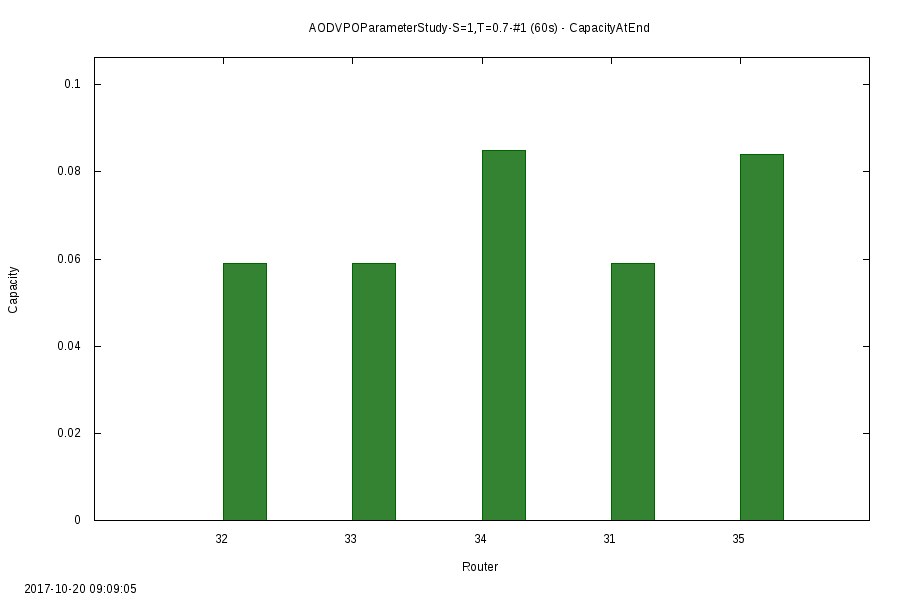 AODVPOParameterStudy-S=1,T=0.7-#1 (60s) - CapacityAtEnd
0.1
0.08
0.06
0.04
0.02
0
Capacity
32 33 34 31 35
Router
2017-10-20 09:09:05